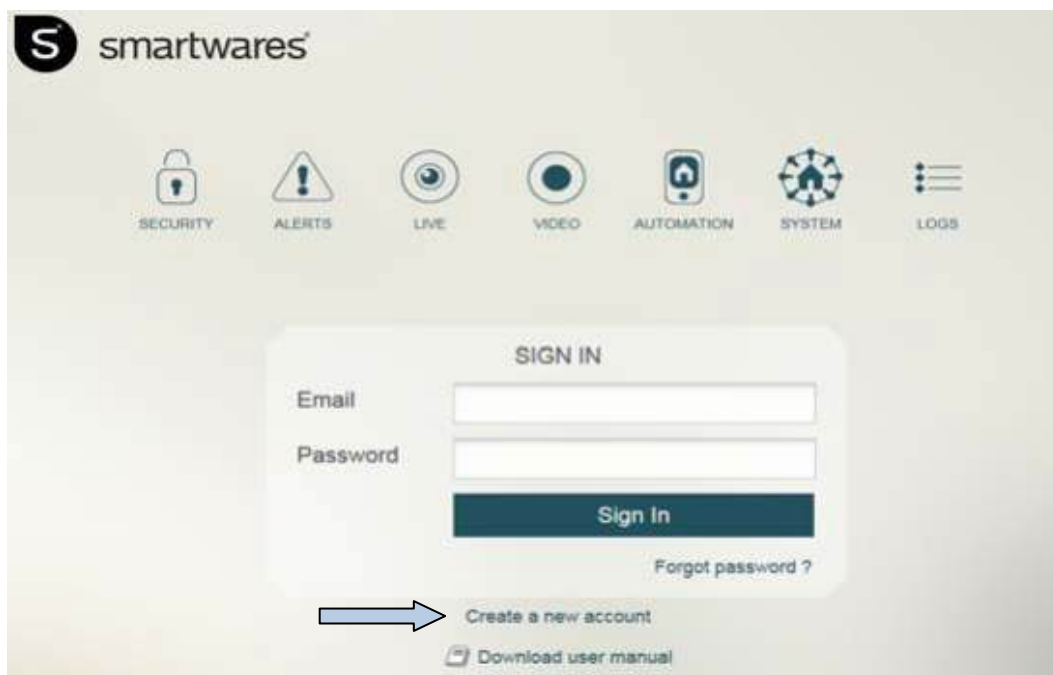 smartwares
SECURITY ALERTS LIVE VIDEO AUTOMATION SYSTEM LOGS
SIGN IN
Email
Password
Sign In
Forgot password ?
Create a new account
Download user manual